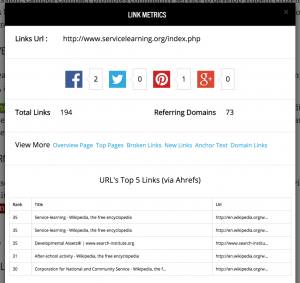 LINK METRICS
Links Url : http://www.servicelearning.org/index.php
2 0 1 0
Total Links 194 Referring Domains 73
View More Overview Page Top Pages Broken Links New Links Anchor Text Domain Links
URL's Top 5 Links (via Ahrefs)
Rank Title Url
35 Service-learning - Wikipedia, the free encyclopedia http://en.wikipedia.org/w...
35 Service-learning - Wikipedia, the free encyclopedia http://en.wikipedia.org/w...
35 Developmental Assets® | www.search-institute.org http://www.search-institu...
31 After-school activity - Wikipedia, the free encyclopedia http://en.wikipedia.org/w...
30 Corporation for National and Community Service - Wikipedia, the f... http://en.wikipedia.org/w...